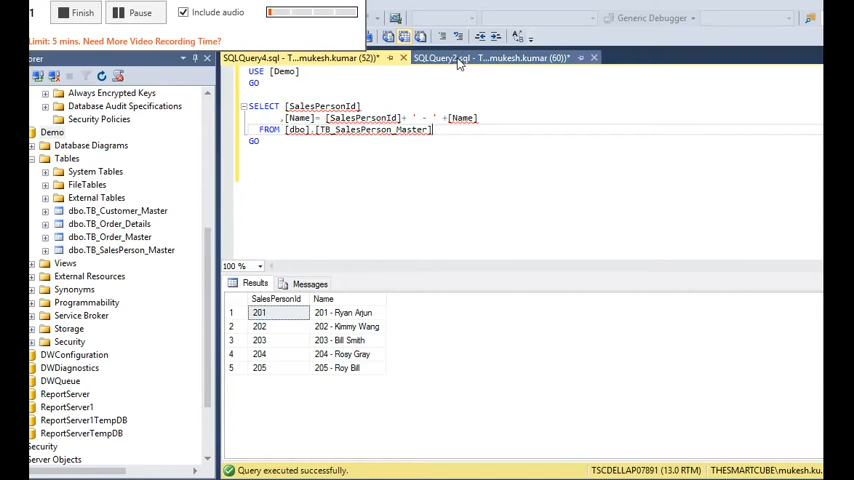 1 Finish Pause Include audio
Limit: 5 mins. Need More Video Recording Time?
Generic Debugger
orer
SQLQuery4.sql - T...mukesh.kumar (52))*
SQLQuery2.sql - T...mukesh.kumar (60))*
Always Encrypted Keys
Database Audit Specifications
Security Policies
Demo
Database Diagrams
Tables
System Tables
FileTables
External Tables
dbo.TB_Customer_Master
dbo.TB_Order_Details
dbo.TB_Order_Master
dbo.TB_SalesPerson_Master
Views
External Resources
Synonyms
Programmability
Service Broker
Storage
Security
DWConfiguration
DWDiagnostics
DWQueue
ReportServer
ReportServer1
ReportServer1TempDB
ReportServerTempDB
Security
Server Objects
USE [Demo]
GO
SELECT [SalesPersonId]
,[Name]= [SalesPersonId]+ ' - ' +[Name]
FROM [dbo].[TB_SalesPerson_Master]
GO
100 %
Results Messages
SalesPersonId Name
1 201 201 - Ryan Arjun
2 202 202 - Kimmy Wang
3 203 203 - Bill Smith
4 204 204 - Rosy Gray
5 205 205 - Roy Bill
Query executed successfully.
TSCDELLAP07891 (13.0 RTM)
THESMARTCUBE\mukesh.ku...